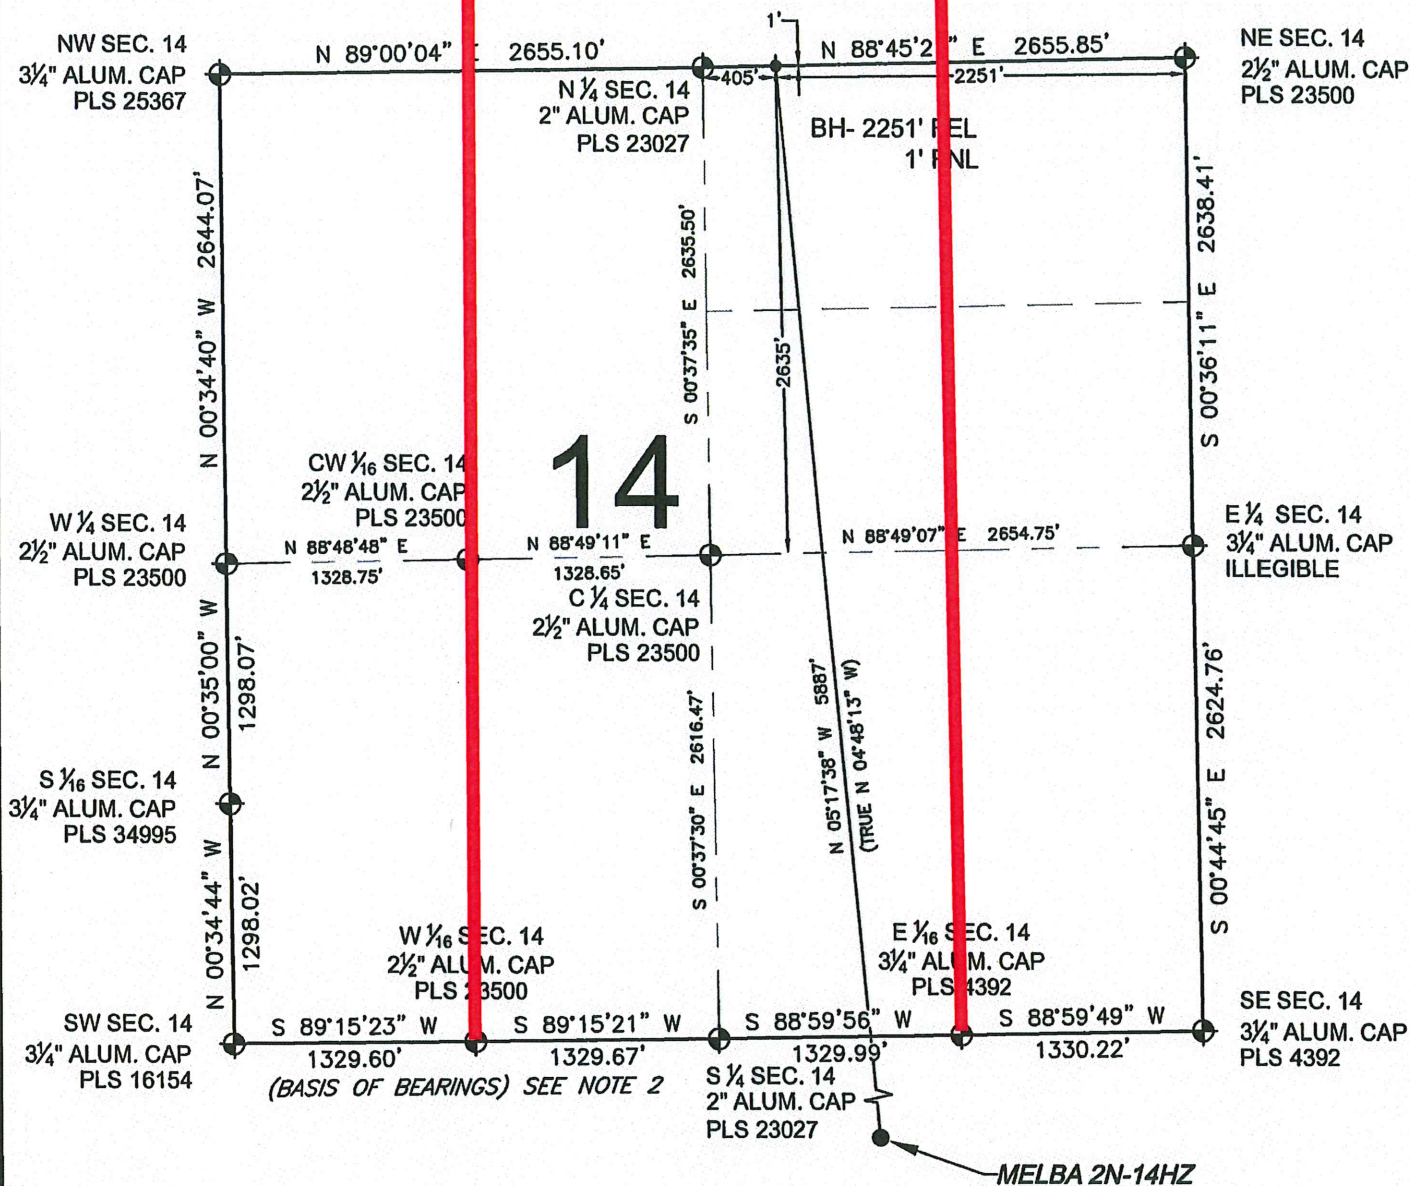 1'
NW SEC. 14
3¼" ALUM. CAP
PLS 25367
N 89°00'04" E 2655.10'
N 88°45'2 " E 2655.85'
NE SEC. 14
2½" ALUM. CAP
PLS 23500
405'
2251'
N ¼ SEC. 14
2" ALUM. CAP
PLS 23027
BH- 2251' FEL
1' FNL
N 00°34'40" W 2644.07'
S 00°37'35" E 2635.50'
2635'
S 00°36'11" E 2638.41'
14
CW 1⁄16 SEC. 14
2½" ALUM. CAP
PLS 23500
W ¼ SEC. 14
2½" ALUM. CAP
PLS 23500
N 88°48'48" E
1328.75'
N 88°49'11" E
1328.65'
N 88°49'07" E 2654.75'
E ¼ SEC. 14
3¼" ALUM. CAP
ILLEGIBLE
C ¼ SEC. 14
2½" ALUM. CAP
PLS 23500
N 00°35'00" W
1298.07'
S 00°37'30" E 2616.47'
N 05°17'38" W 5887'
(TRUE N 04°48'13" W)
S 00°44'45" E 2624.76'
S 1⁄16 SEC. 14
3¼" ALUM. CAP
PLS 34995
N 00°34'44" W
1298.02'
W 1⁄16 SEC. 14
2½" ALUM. CAP
PLS 23500
E 1⁄16 SEC. 14
3¼" ALUM. CAP
PLS 4392
SW SEC. 14
3¼" ALUM. CAP
PLS 16154
S 89°15'23" W
1329.60'
S 89°15'21" W
1329.67'
S 88°59'56" W
1329.99'
S 88°59'49" W
1330.22'
SE SEC. 14
3¼" ALUM. CAP
PLS 4392
(BASIS OF BEARINGS) SEE NOTE 2
S ¼ SEC. 14
2" ALUM. CAP
PLS 23027
MELBA 2N-14HZ